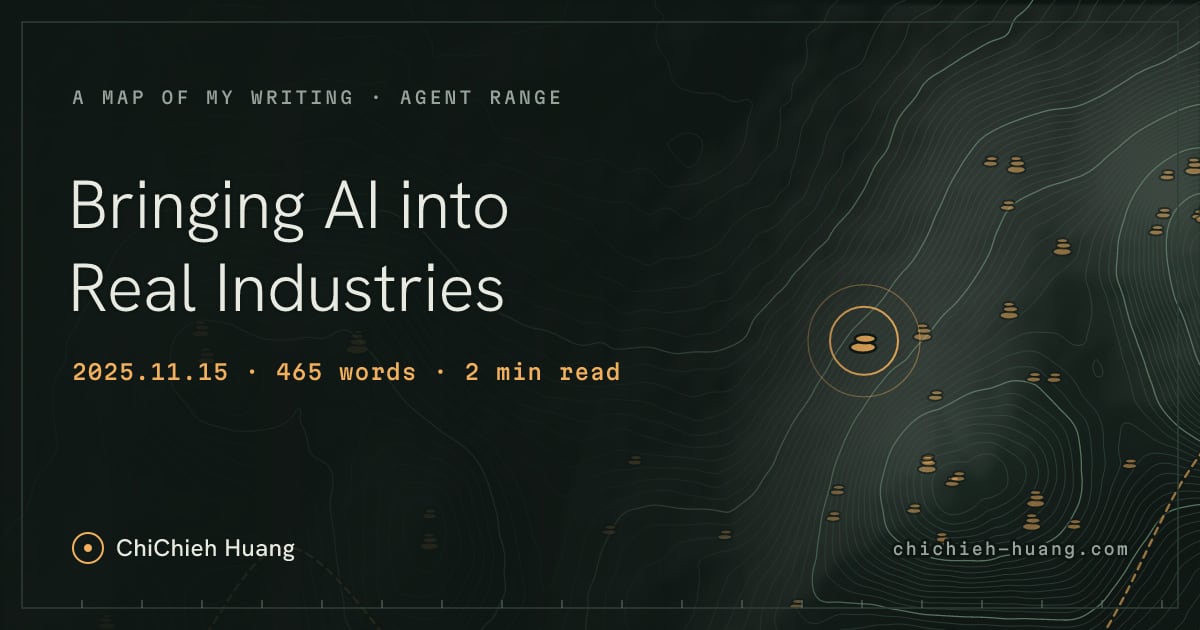 A MAP OF MY WRITING · AGENT RANGE
Bringing AI into
Real Industries
2025.11.15 · 465 words · 2 min read
ChiChieh Huang
chichieh-huang.com